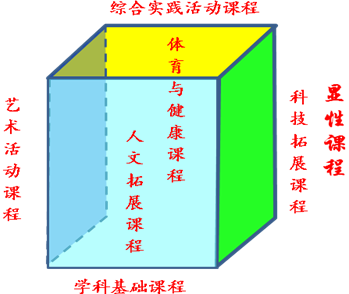 综合实践活动课程
体育与健康课程
艺术活动课程
人文拓展课程
科技拓展课程
显性课程
学科基础课程